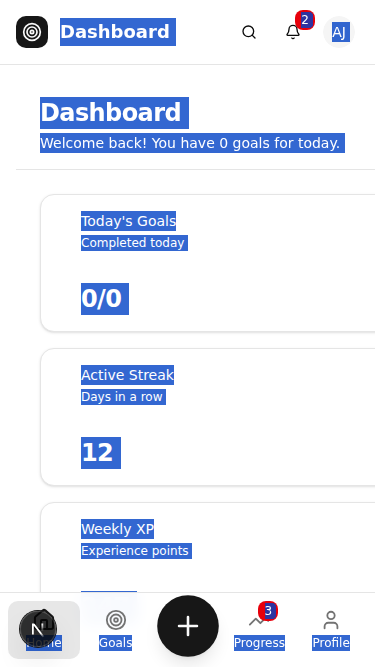 Dashboard
2
AJ
Dashboard
Welcome back! You have 0 goals for today.
Today's Goals
Completed today
0/0
Active Streak
Days in a row
12
Weekly XP
Experience points
3
N
Home
Goals
Progress
Profile